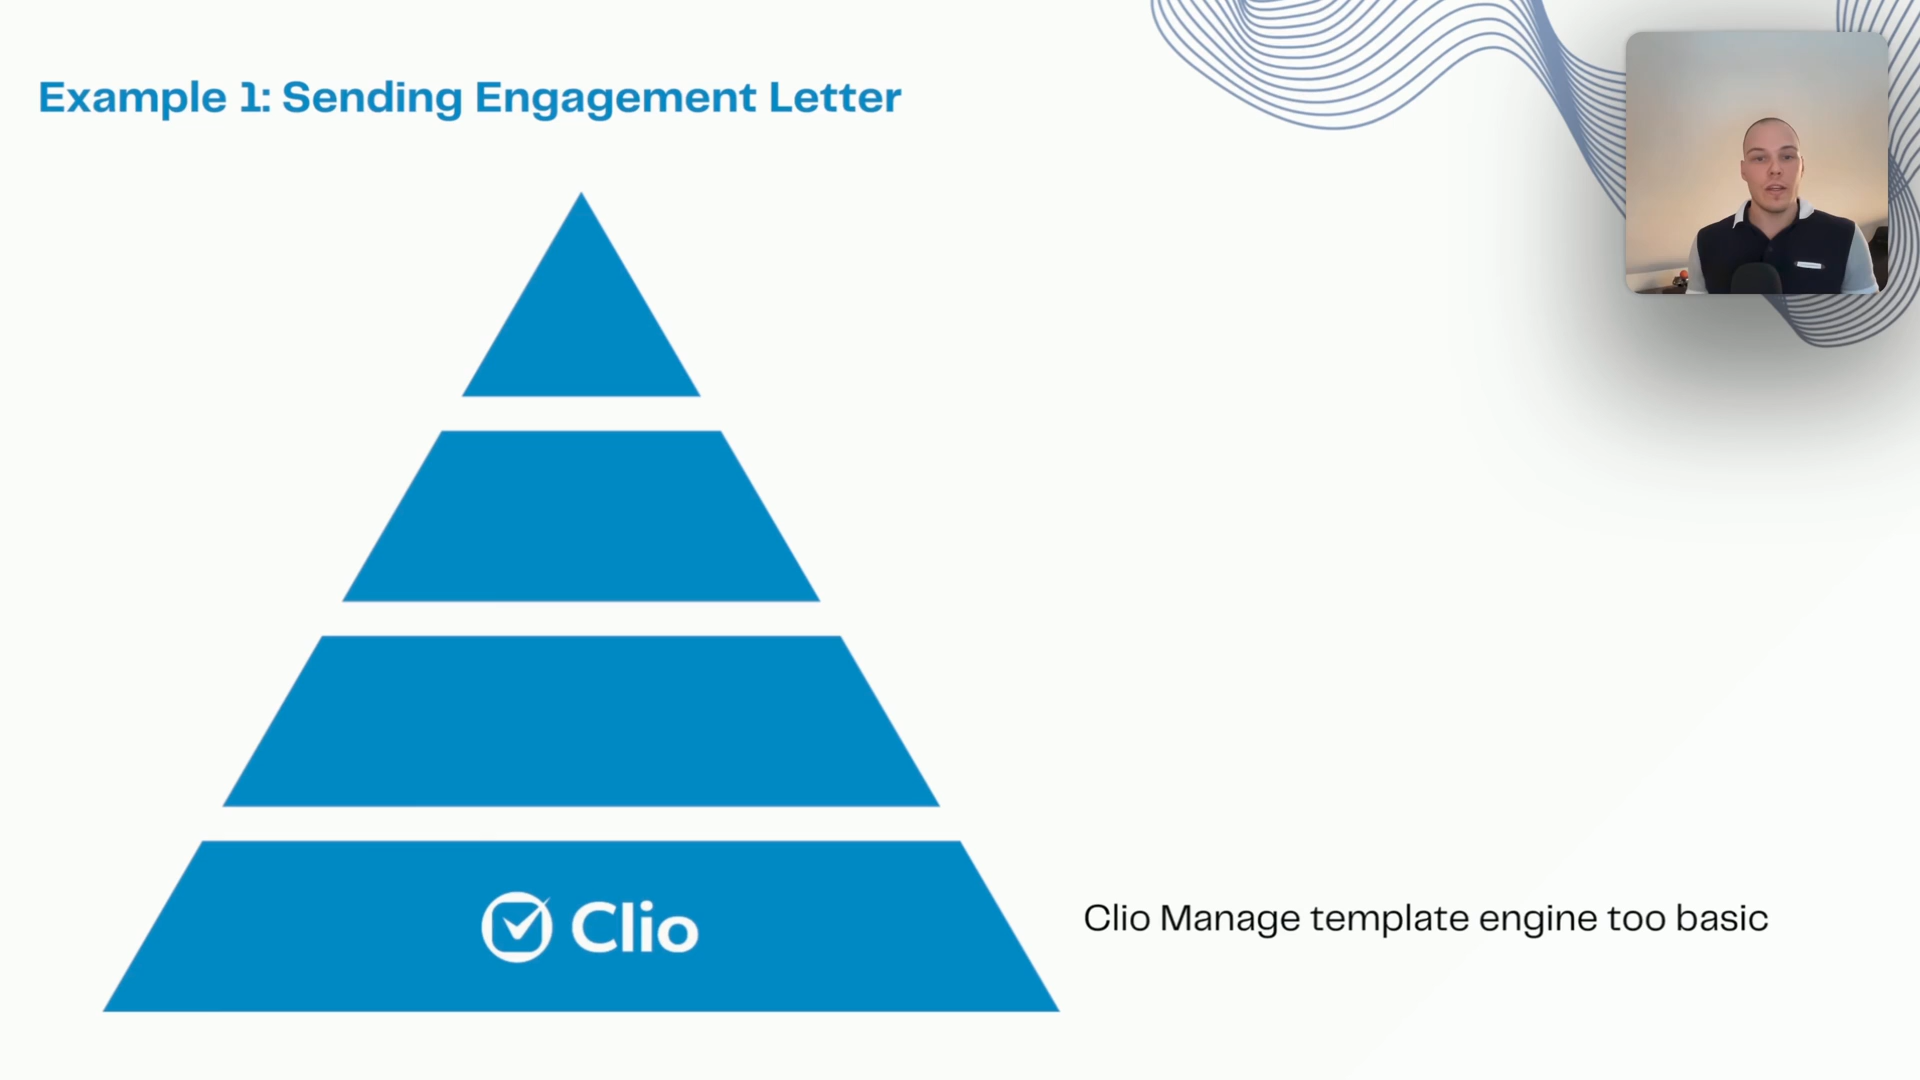 Example 1: Sending Engagement Letter
Clio
Clio Manage template engine too basic